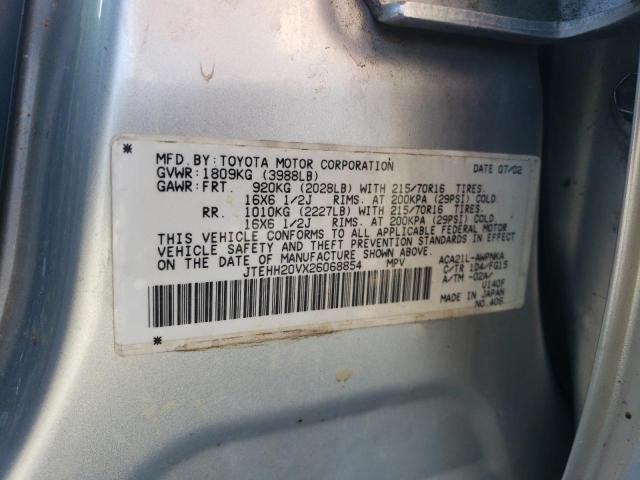 MFD.BY:TOYOTA MOTOR CORPORATION DATE 07/02
GVWR:1809KG (3988LB)
GAWR:FRT. 920KG (2028LB) WITH 215/70R16 TIRES.
16X6 1/2J RIMS. AT 200KPA (29PSI) COLD.
RR. 1010KG (2227LB) WITH 215/70R16 TIRES.
16X6 1/2J RIMS. AT 200KPA (29PSI) COLD.
THIS VEHICLE CONFORMS TO ALL APPLICABLE FEDERAL MOTOR
VEHICLE SAFETY AND BUMPER STANDARDS IN EFFECT
ON THE DATE OF MANUFACTURE SHOWN ABOVE.
JTEHH20VX26068854 MPV
ACA21L-AWPNKA
C/TR 1D4/FG15
A/TM -02A/
U140F
MADE IN JAPAN
NO. 406